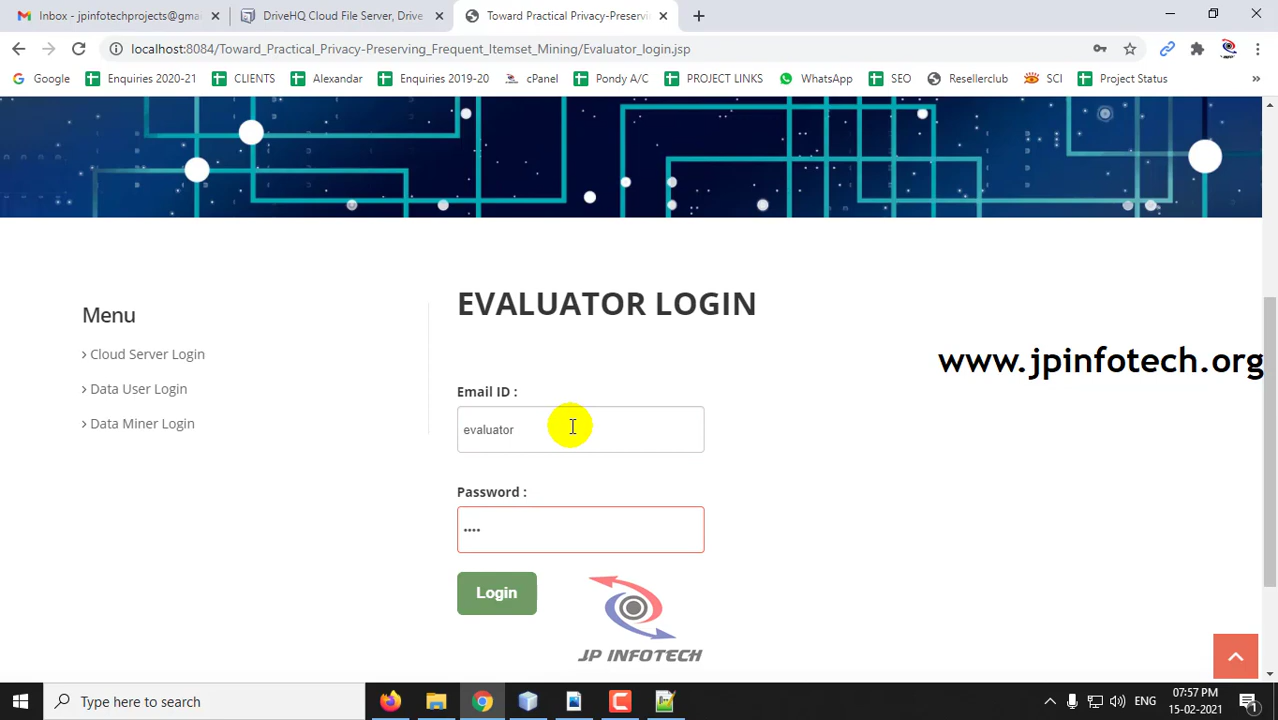 Inbox - jpinfotechprojects@gma
DriveHQ Cloud File Server, Drive
Toward Practical Privacy-Preservi
localhost:8084/Toward_Practical_Privacy-Preserving_Frequent_Itemset_Mining/Evaluator_login.jsp
Google
Enquiries 2020-21
CLIENTS
Alexandar
Enquiries 2019-20
cPanel
Pondy A/C
PROJECT LINKS
WhatsApp
SEO
Resellerclub
SCI
Project Status
»
Menu
Cloud Server Login
Data User Login
Data Miner Login
EVALUATOR LOGIN
www.jpinfotech.org
Email ID :
evaluator
Password :
••••
Login
JP INFOTECH
Type here to search
ENG
07:57 PM
15-02-2021
1